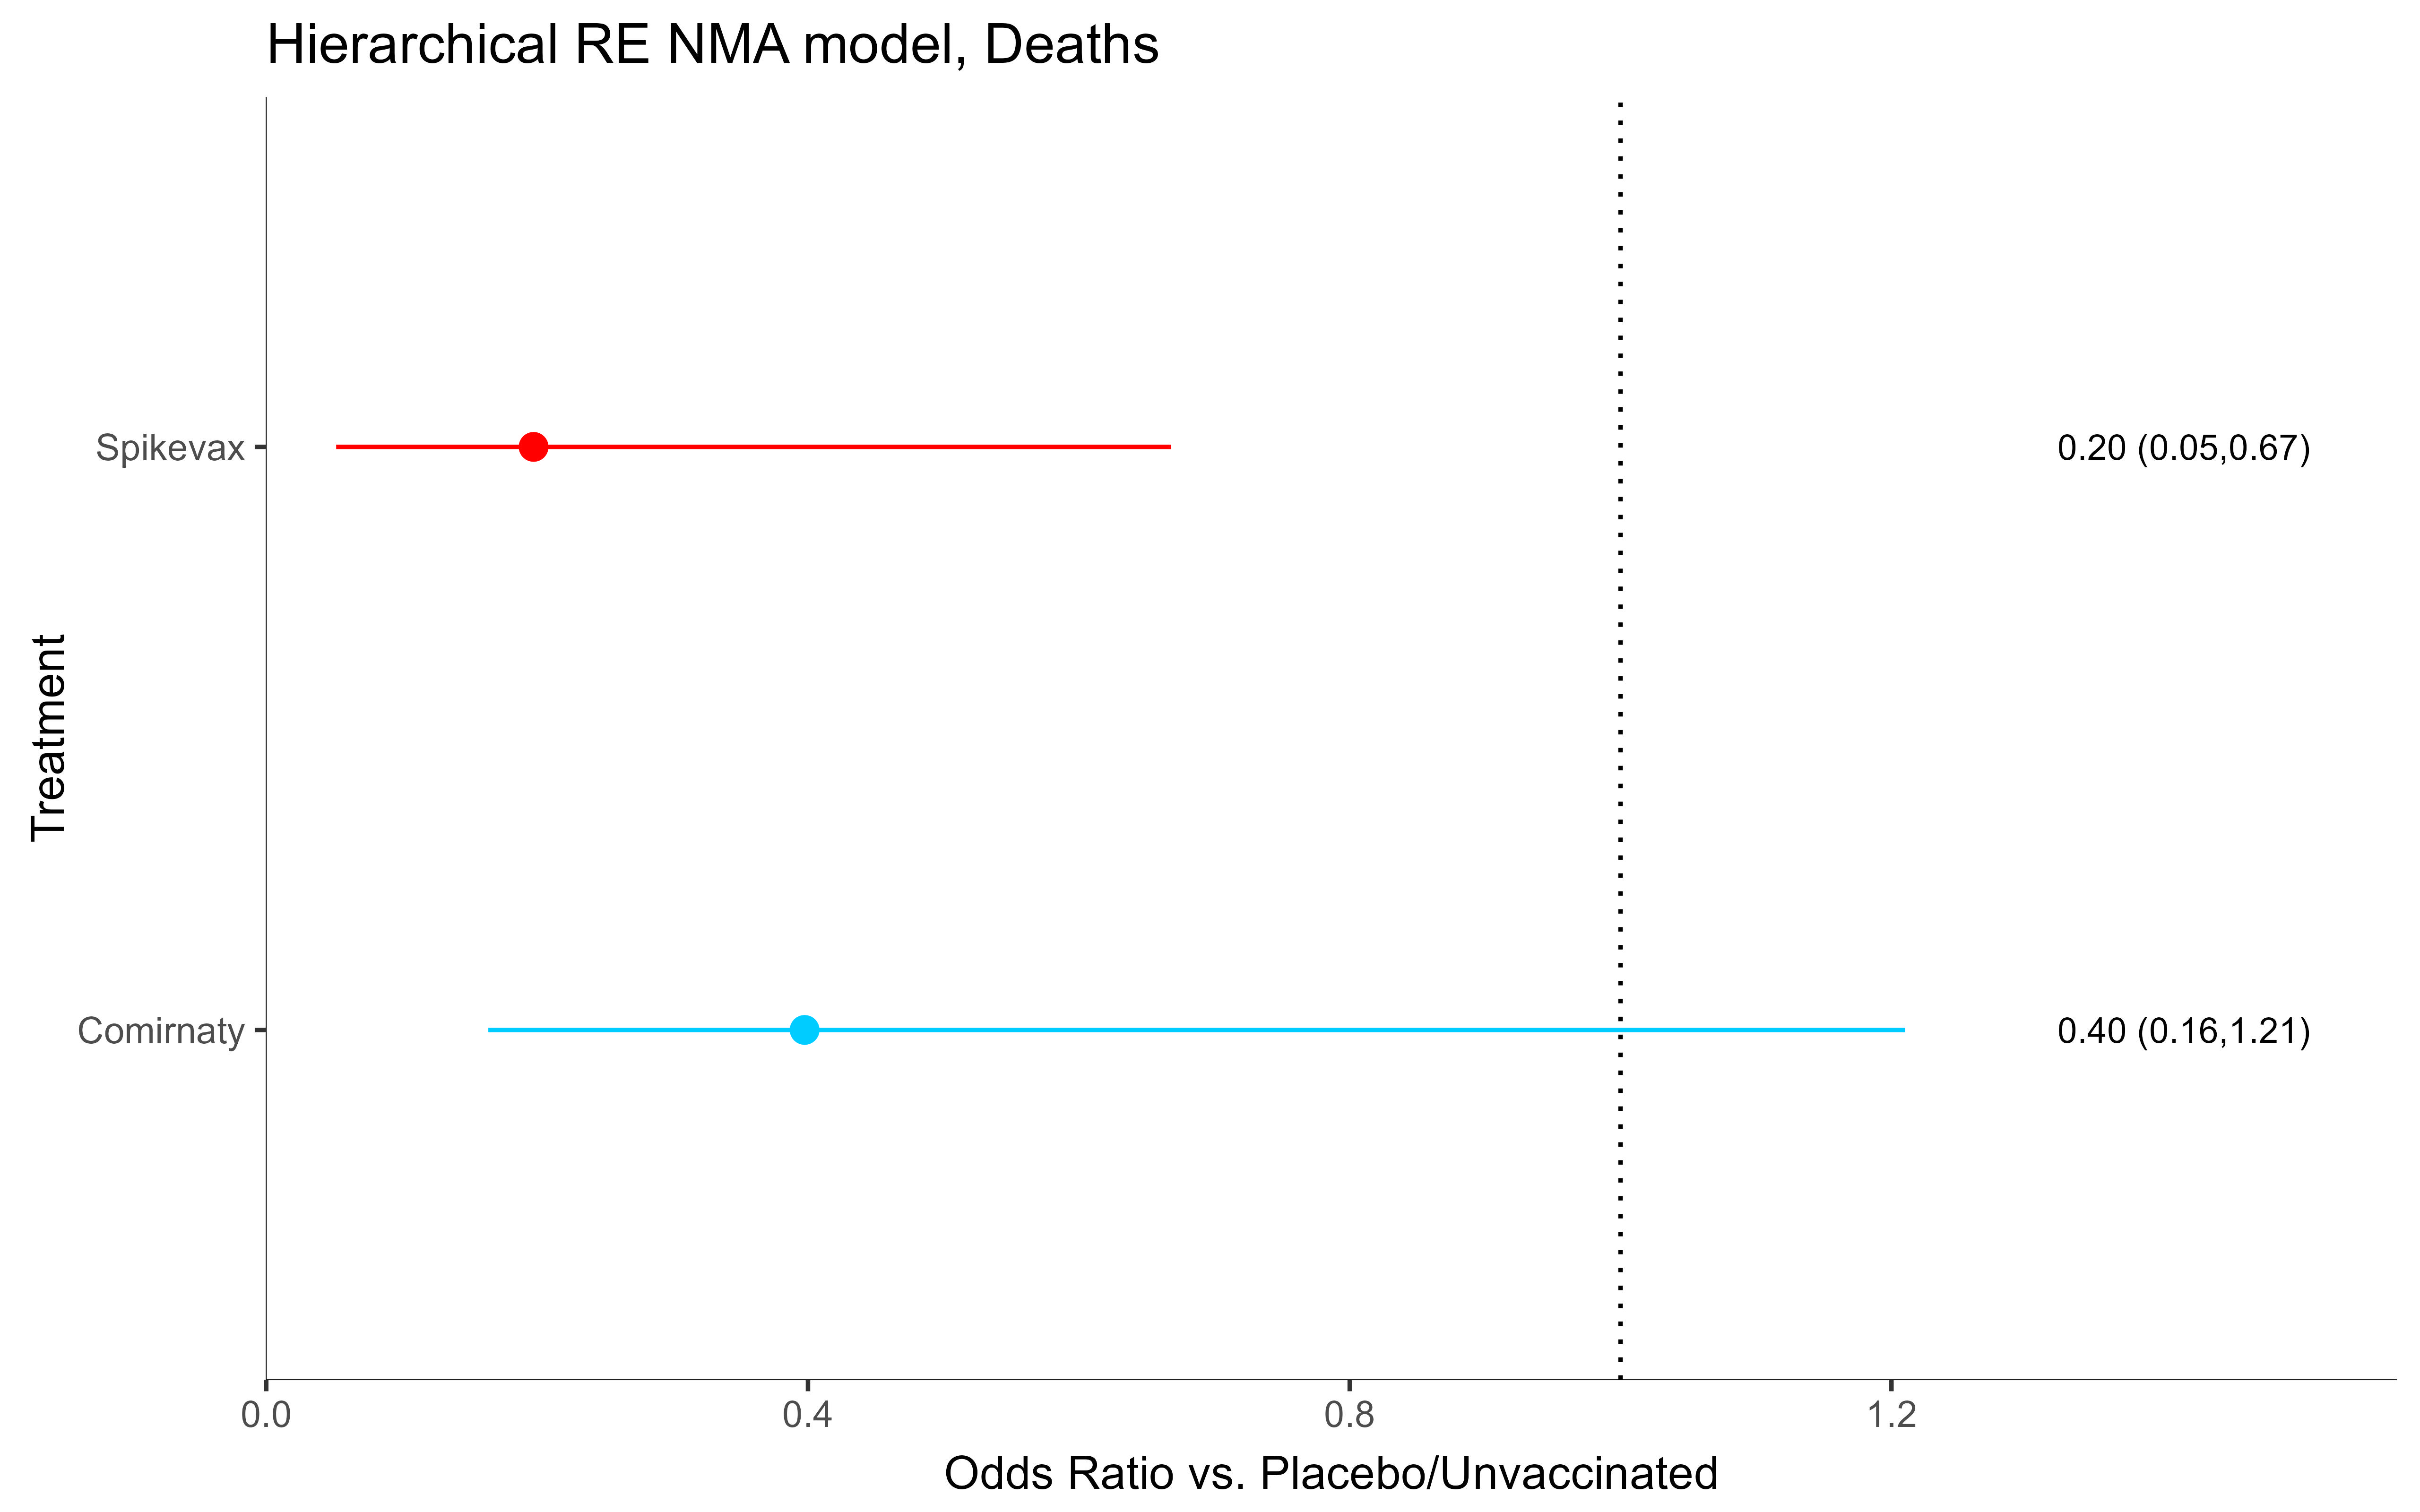 Hierarchical RE NMA model, Deaths
Treatment
Spikevax
0.20 (0.05,0.67)
Comirnaty
0.40 (0.16,1.21)
0.0 0.4 0.8 1.2
Odds Ratio vs. Placebo/Unvaccinated